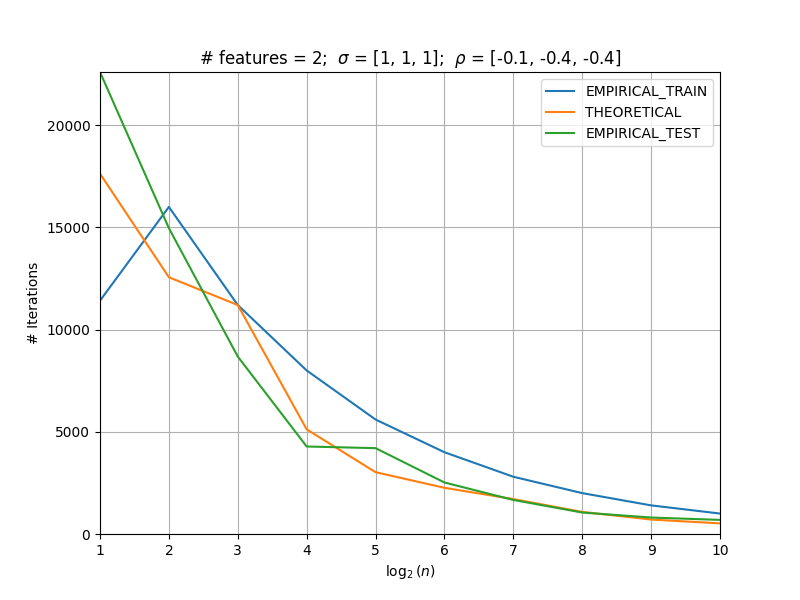 # features = 2; σ = [1, 1, 1]; ρ = [-0.1, -0.4, -0.4]
EMPIRICAL_TRAIN
THEORETICAL
EMPIRICAL_TEST
# Iterations
20000
15000
10000
5000
0
1 2 3 4 5 6 7 8 9 10
log₂(n)